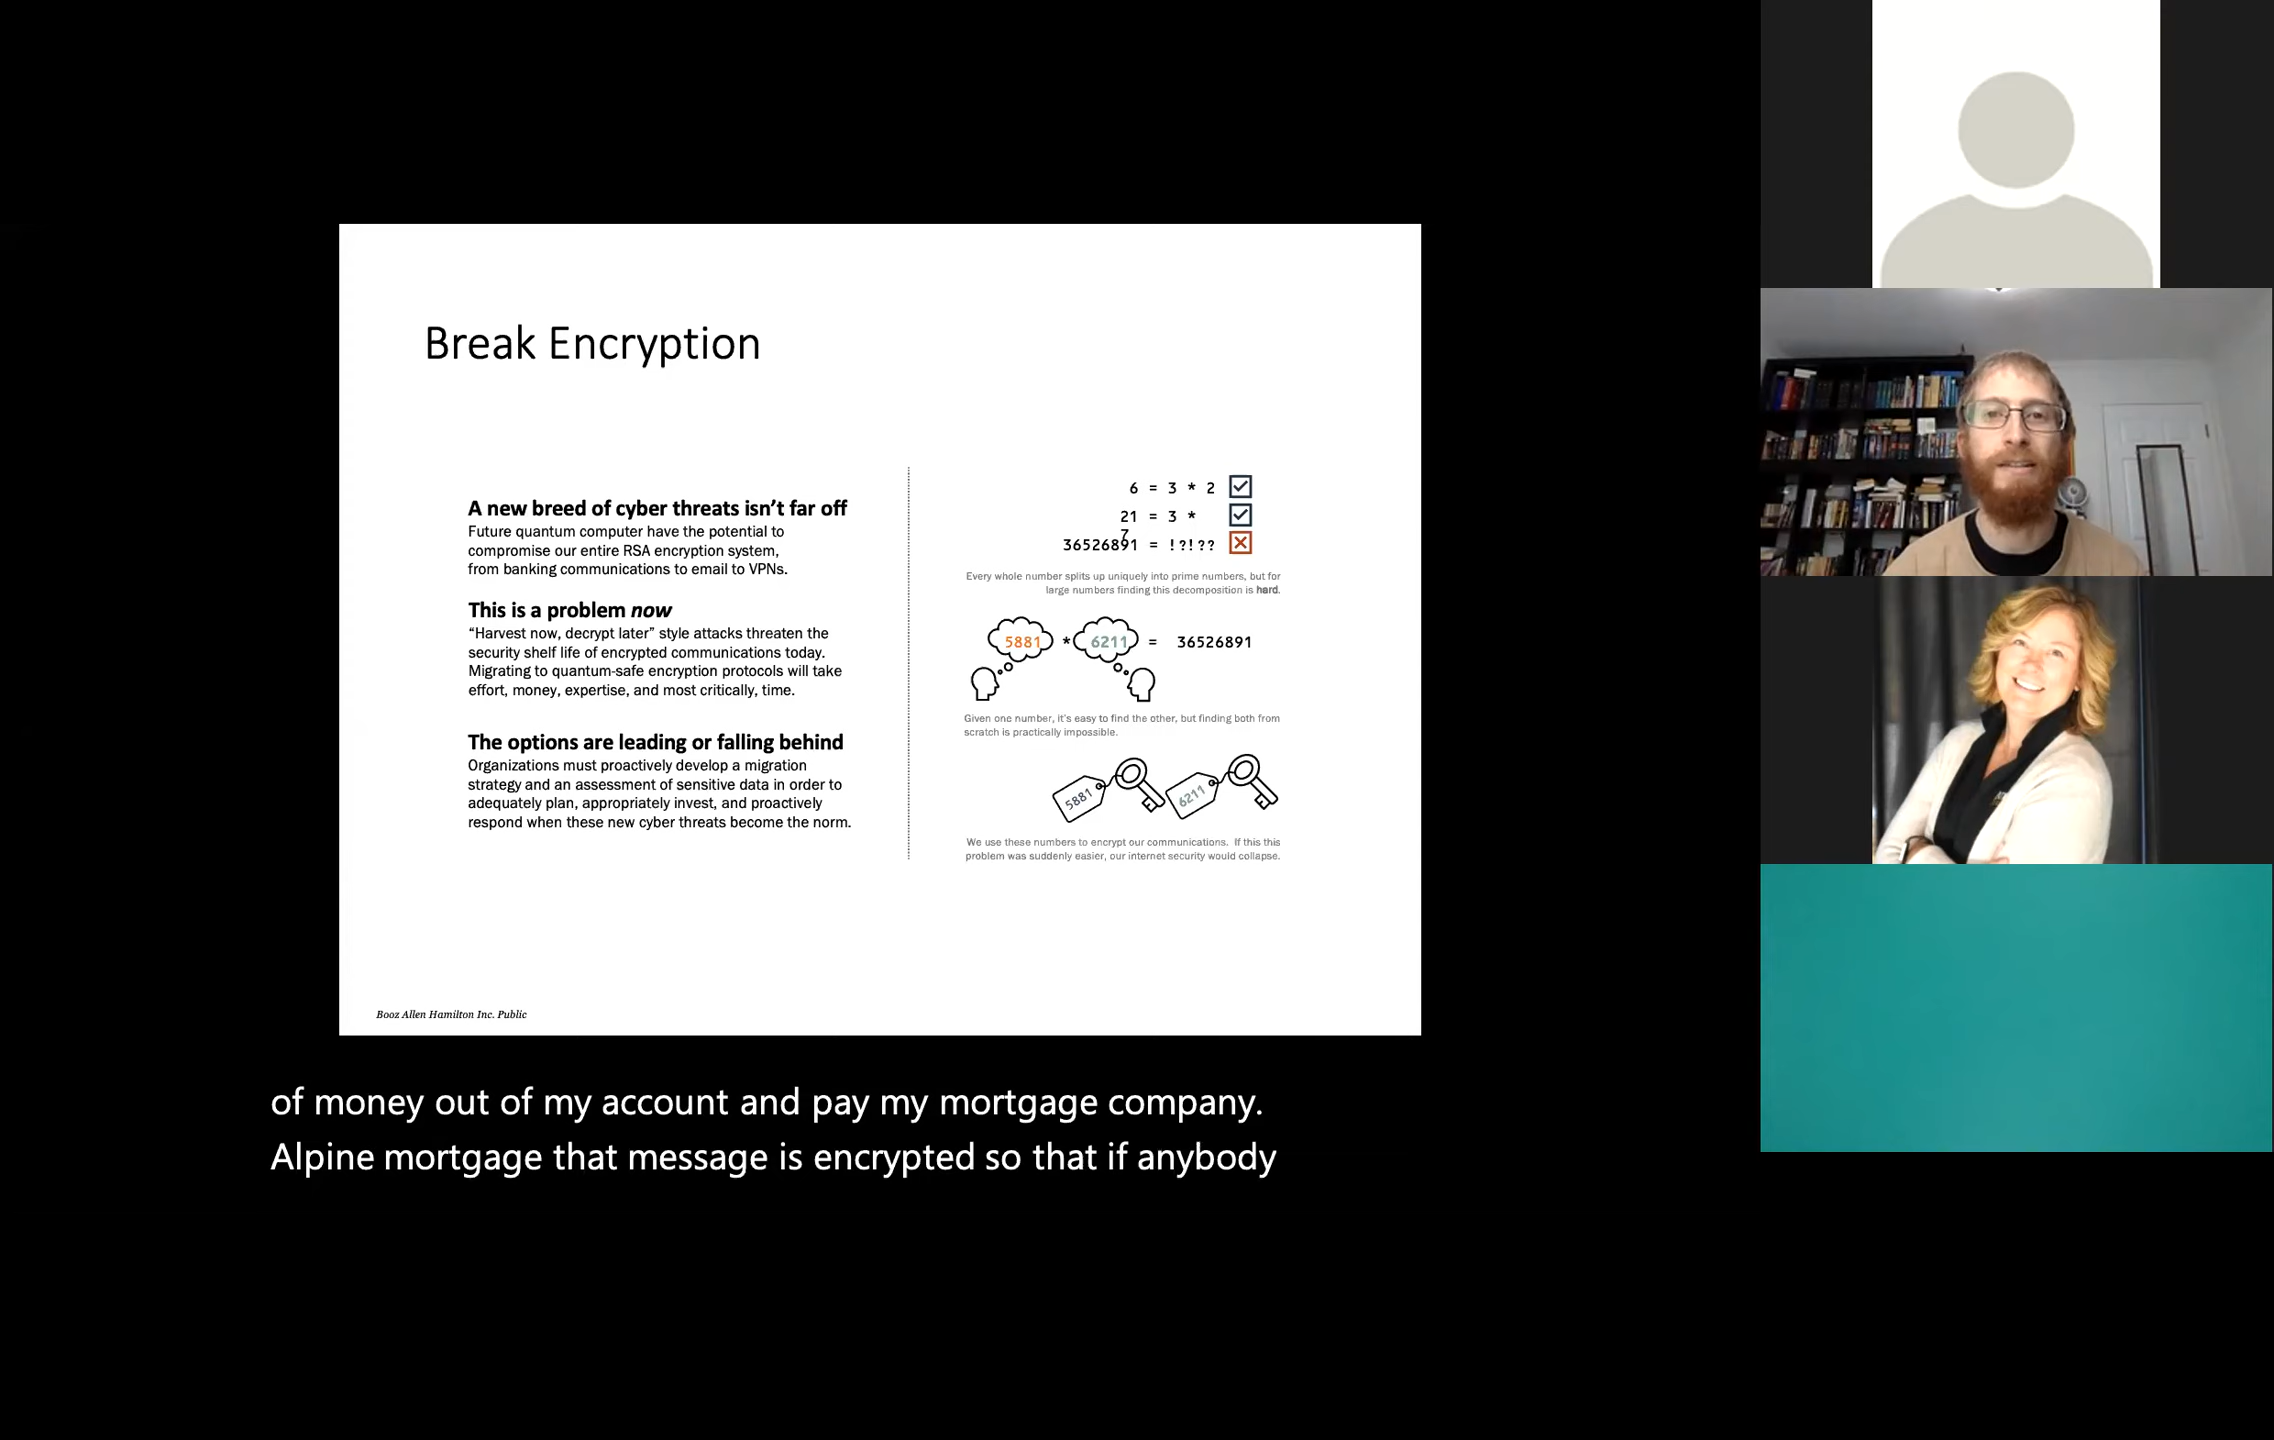 Break Encryption
A new breed of cyber threats isn't far off
Future quantum computer have the potential to
compromise our entire RSA encryption system,
from banking communications to email to VPNs.
This is a problem now
“Harvest now, decrypt later” style attacks threaten the
security shelf life of encrypted communications today.
Migrating to quantum-safe encryption protocols will take
effort, money, expertise, and most critically, time.
The options are leading or falling behind
Organizations must proactively develop a migration
strategy and an assessment of sensitive data in order to
adequately plan, appropriately invest, and proactively
respond when these new cyber threats become the norm.
6 = 3 * 2
21 = 3 *
7
36526891 = !?!??
Every whole number splits up uniquely into prime numbers, but for
large numbers finding this decomposition is hard.
5881 * 6211 = 36526891
Given one number, it's easy to find the other, but finding both from
scratch is practically impossible.
5881 6211
We use these numbers to encrypt our communications. If this this
problem was suddenly easier, our internet security would collapse.
Booz Allen Hamilton Inc. Public
of money out of my account and pay my mortgage company.
Alpine mortgage that message is encrypted so that if anybody